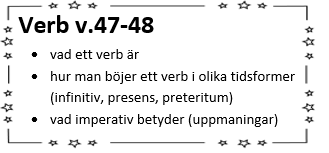 Verb v.47-48
• vad ett verb är
• hur man böjer ett verb i olika tidsformer
(infinitiv, presens, preteritum)
• vad imperativ betyder (uppmaningar)